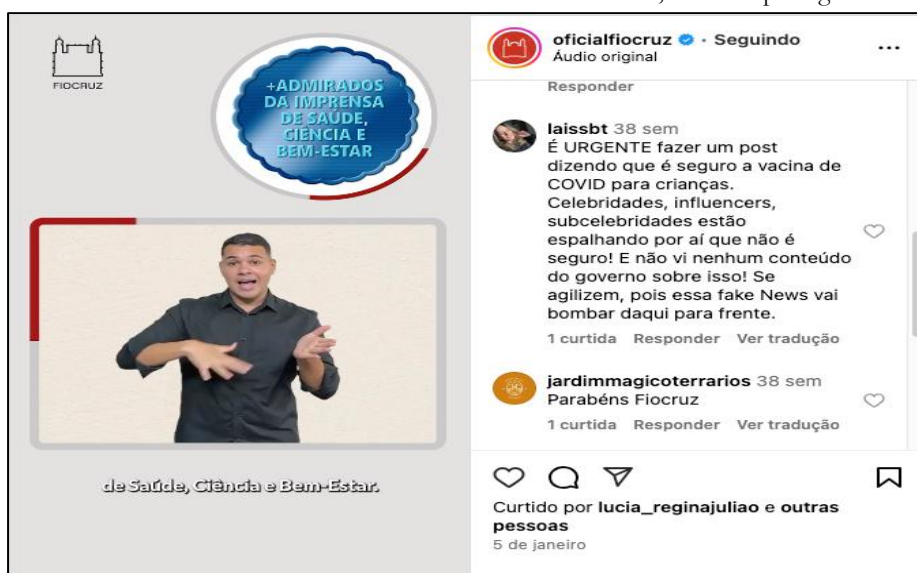 FIOCRUZ
+ADMIRADOS
DA IMPRENSA
DE SAÚDE,
CIÊNCIA E
BEM-ESTAR
de Saúde, Ciência e Bem-Estar.
oficialfiocruz · Seguindo
Áudio original
Responder
laissbt 38 sem
É URGENTE fazer um post
dizendo que é seguro a vacina de
COVID para crianças.
Celebridades, influencers,
subcelebridades estão
espalhando por aí que não é
seguro! E não vi nenhum conteúdo
do governo sobre isso! Se
agilizem, pois essa fake News vai
bombar daqui para frente.
1 curtida Responder Ver tradução
jardimmagicoterrarios 38 sem
Parabéns Fiocruz
1 curtida Responder Ver tradução
Curtido por lucia_reginajuliao e outras
pessoas
5 de janeiro